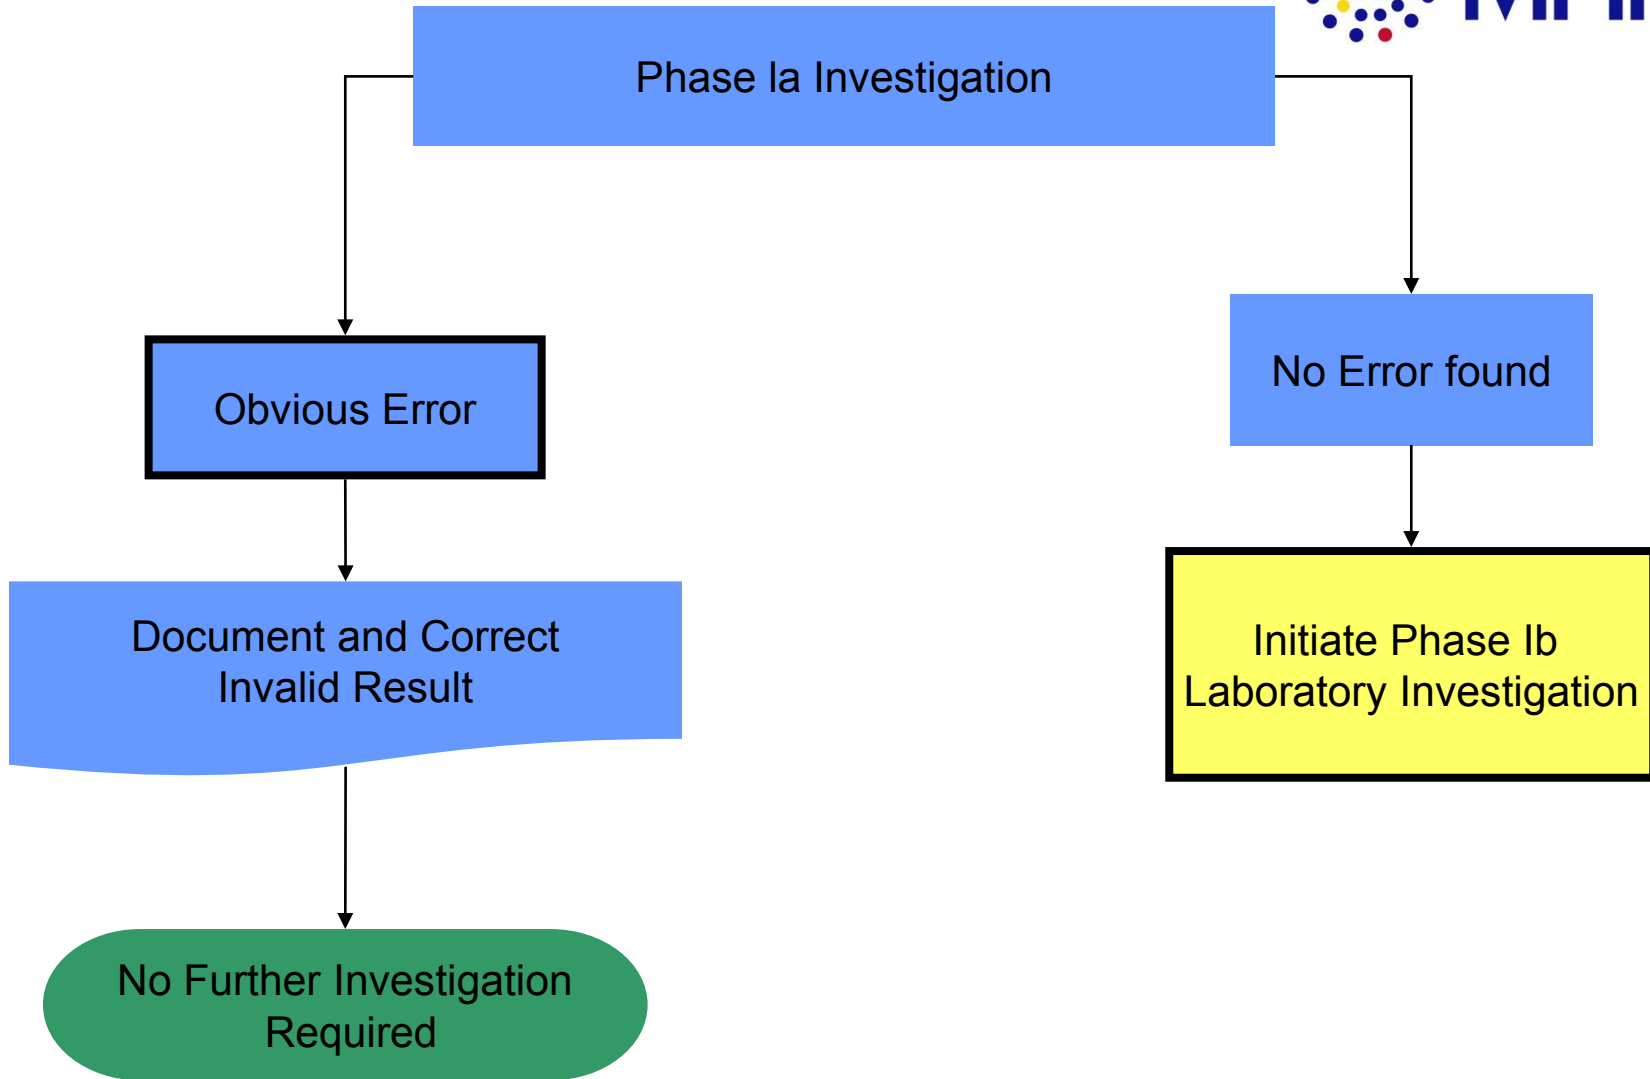 Phase Ia Investigation
Obvious Error
No Error found
Document and Correct
Invalid Result
Initiate Phase Ib
Laboratory Investigation
No Further Investigation
Required